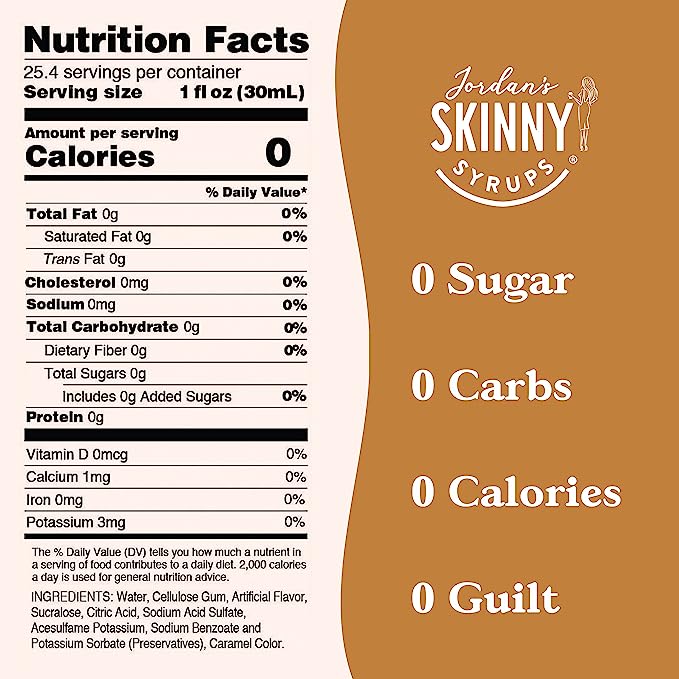 Nutrition Facts
25.4 servings per container
Serving size 1 fl oz (30mL)
Amount per serving
Calories 0
% Daily Value*
Total Fat 0g 0%
Saturated Fat 0g 0%
Trans Fat 0g
Cholesterol 0mg 0%
Sodium 0mg 0%
Total Carbohydrate 0g 0%
Dietary Fiber 0g 0%
Total Sugars 0g
Includes 0g Added Sugars 0%
Protein 0g
Vitamin D 0mcg 0%
Calcium 1mg 0%
Iron 0mg 0%
Potassium 3mg 0%
The % Daily Value (DV) tells you how much a nutrient in
a serving of food contributes to a daily diet. 2,000 calories
a day is used for general nutrition advice.
INGREDIENTS: Water, Cellulose Gum, Artificial Flavor,
Sucralose, Citric Acid, Sodium Acid Sulfate,
Acesulfame Potassium, Sodium Benzoate and
Potassium Sorbate (Preservatives), Caramel Color.
Jordan's
SKINNY
SYRUPS®
0 Sugar
0 Carbs
0 Calories
0 Guilt